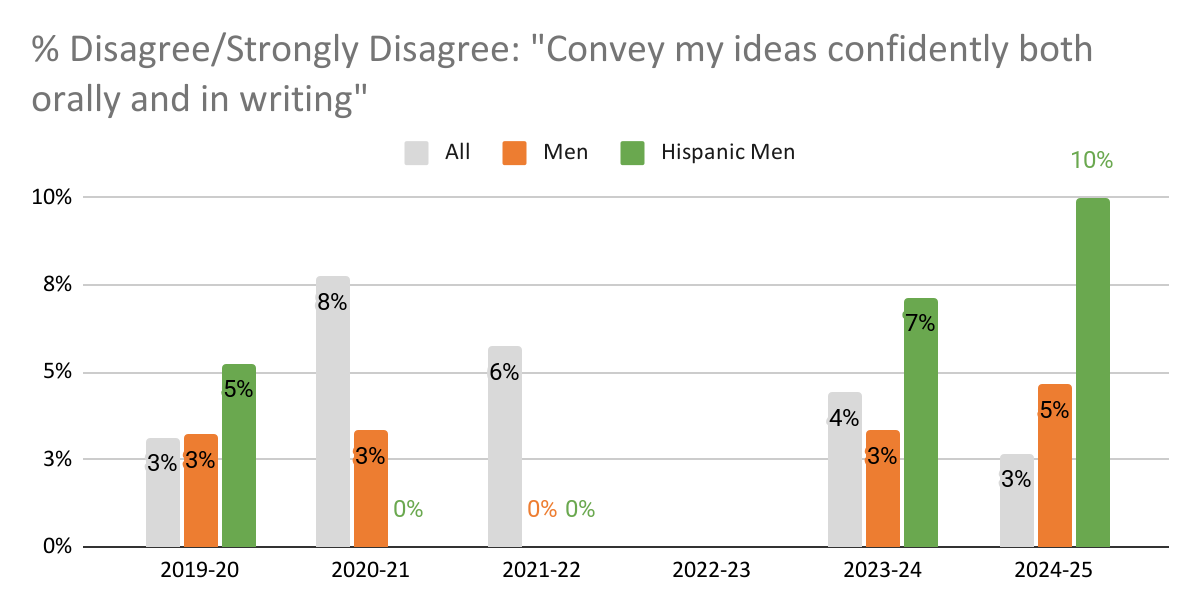 % Disagree/Strongly Disagree: "Convey my ideas confidently both
orally and in writing"
All Men Hispanic Men
10%
10%
8%
5%
3%
0%
3% 3% 5%
8% 3% 0%
6% 0% 0%
4% 3% 7%
3% 5%
2019-20 2020-21 2021-22 2022-23 2023-24 2024-25